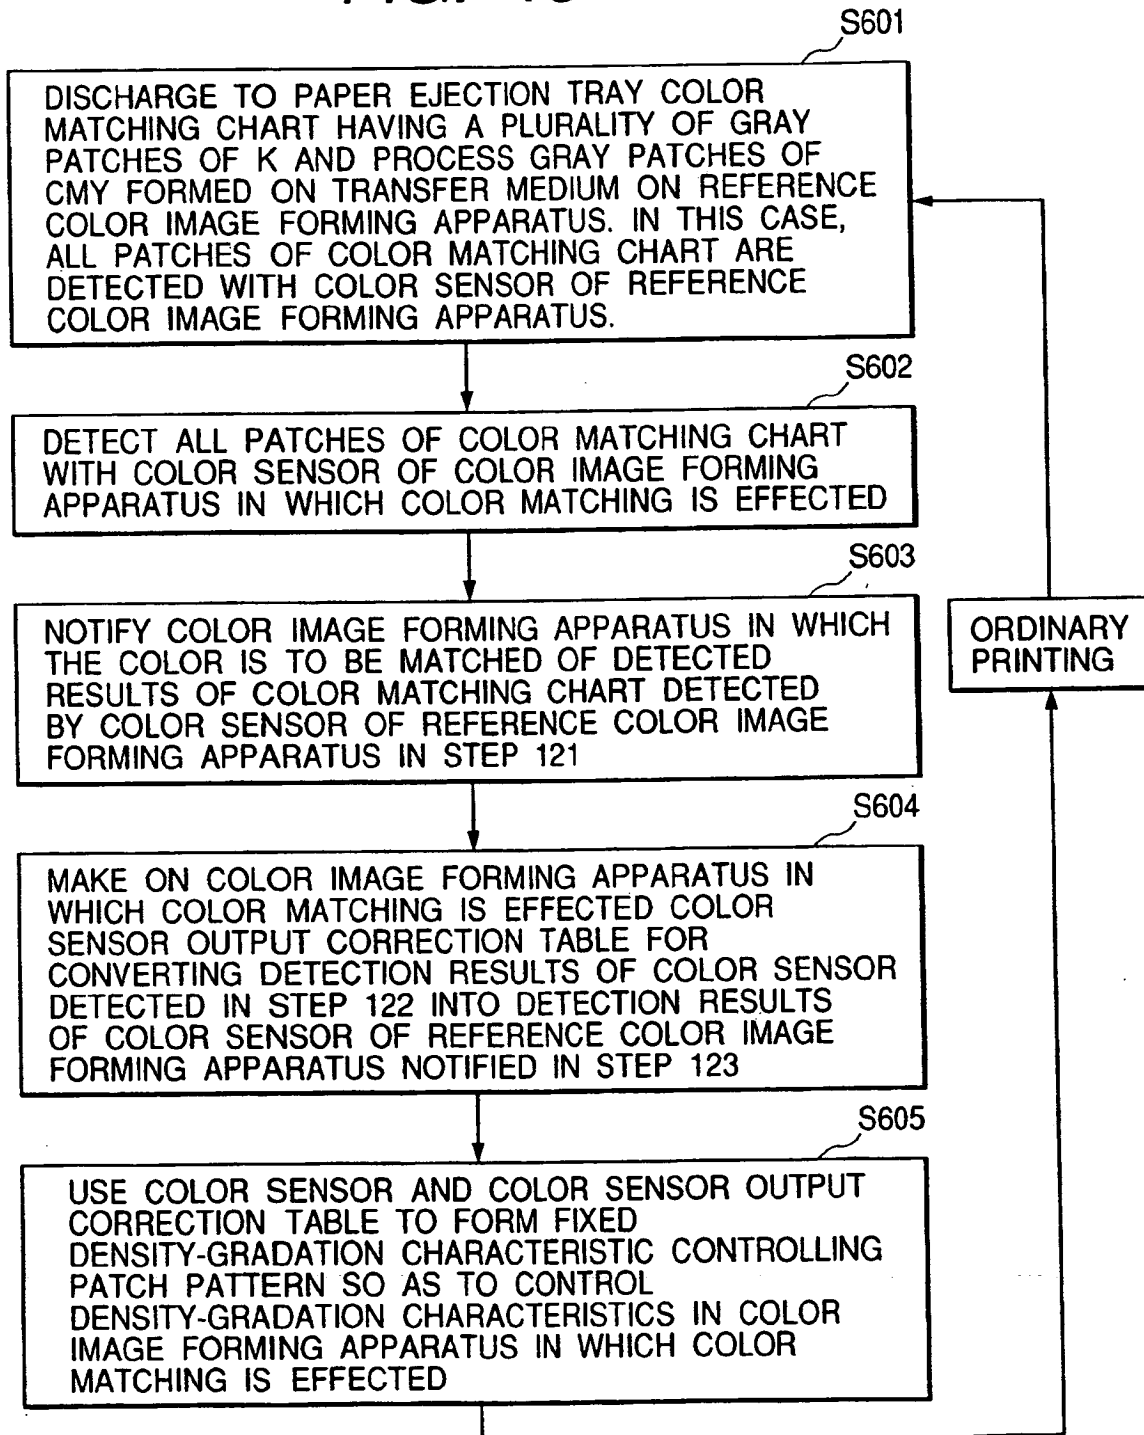 S601
DISCHARGE TO PAPER EJECTION TRAY COLOR
MATCHING CHART HAVING A PLURALITY OF GRAY
PATCHES OF K AND PROCESS GRAY PATCHES OF
CMY FORMED ON TRANSFER MEDIUM ON REFERENCE
COLOR IMAGE FORMING APPARATUS. IN THIS CASE,
ALL PATCHES OF COLOR MATCHING CHART ARE
DETECTED WITH COLOR SENSOR OF REFERENCE
COLOR IMAGE FORMING APPARATUS.
S602
DETECT ALL PATCHES OF COLOR MATCHING CHART
WITH COLOR SENSOR OF COLOR IMAGE FORMING
APPARATUS IN WHICH COLOR MATCHING IS EFFECTED
S603
NOTIFY COLOR IMAGE FORMING APPARATUS IN WHICH
THE COLOR IS TO BE MATCHED OF DETECTED
RESULTS OF COLOR MATCHING CHART DETECTED
BY COLOR SENSOR OF REFERENCE COLOR IMAGE
FORMING APPARATUS IN STEP 121
ORDINARY
PRINTING
S604
MAKE ON COLOR IMAGE FORMING APPARATUS IN
WHICH COLOR MATCHING IS EFFECTED COLOR
SENSOR OUTPUT CORRECTION TABLE FOR
CONVERTING DETECTION RESULTS OF COLOR SENSOR
DETECTED IN STEP 122 INTO DETECTION RESULTS
OF COLOR SENSOR OF REFERENCE COLOR IMAGE
FORMING APPARATUS NOTIFIED IN STEP 123
S605
USE COLOR SENSOR AND COLOR SENSOR OUTPUT
CORRECTION TABLE TO FORM FIXED
DENSITY-GRADATION CHARACTERISTIC CONTROLLING
PATCH PATTERN SO AS TO CONTROL
DENSITY-GRADATION CHARACTERISTICS IN COLOR
IMAGE FORMING APPARATUS IN WHICH COLOR
MATCHING IS EFFECTED